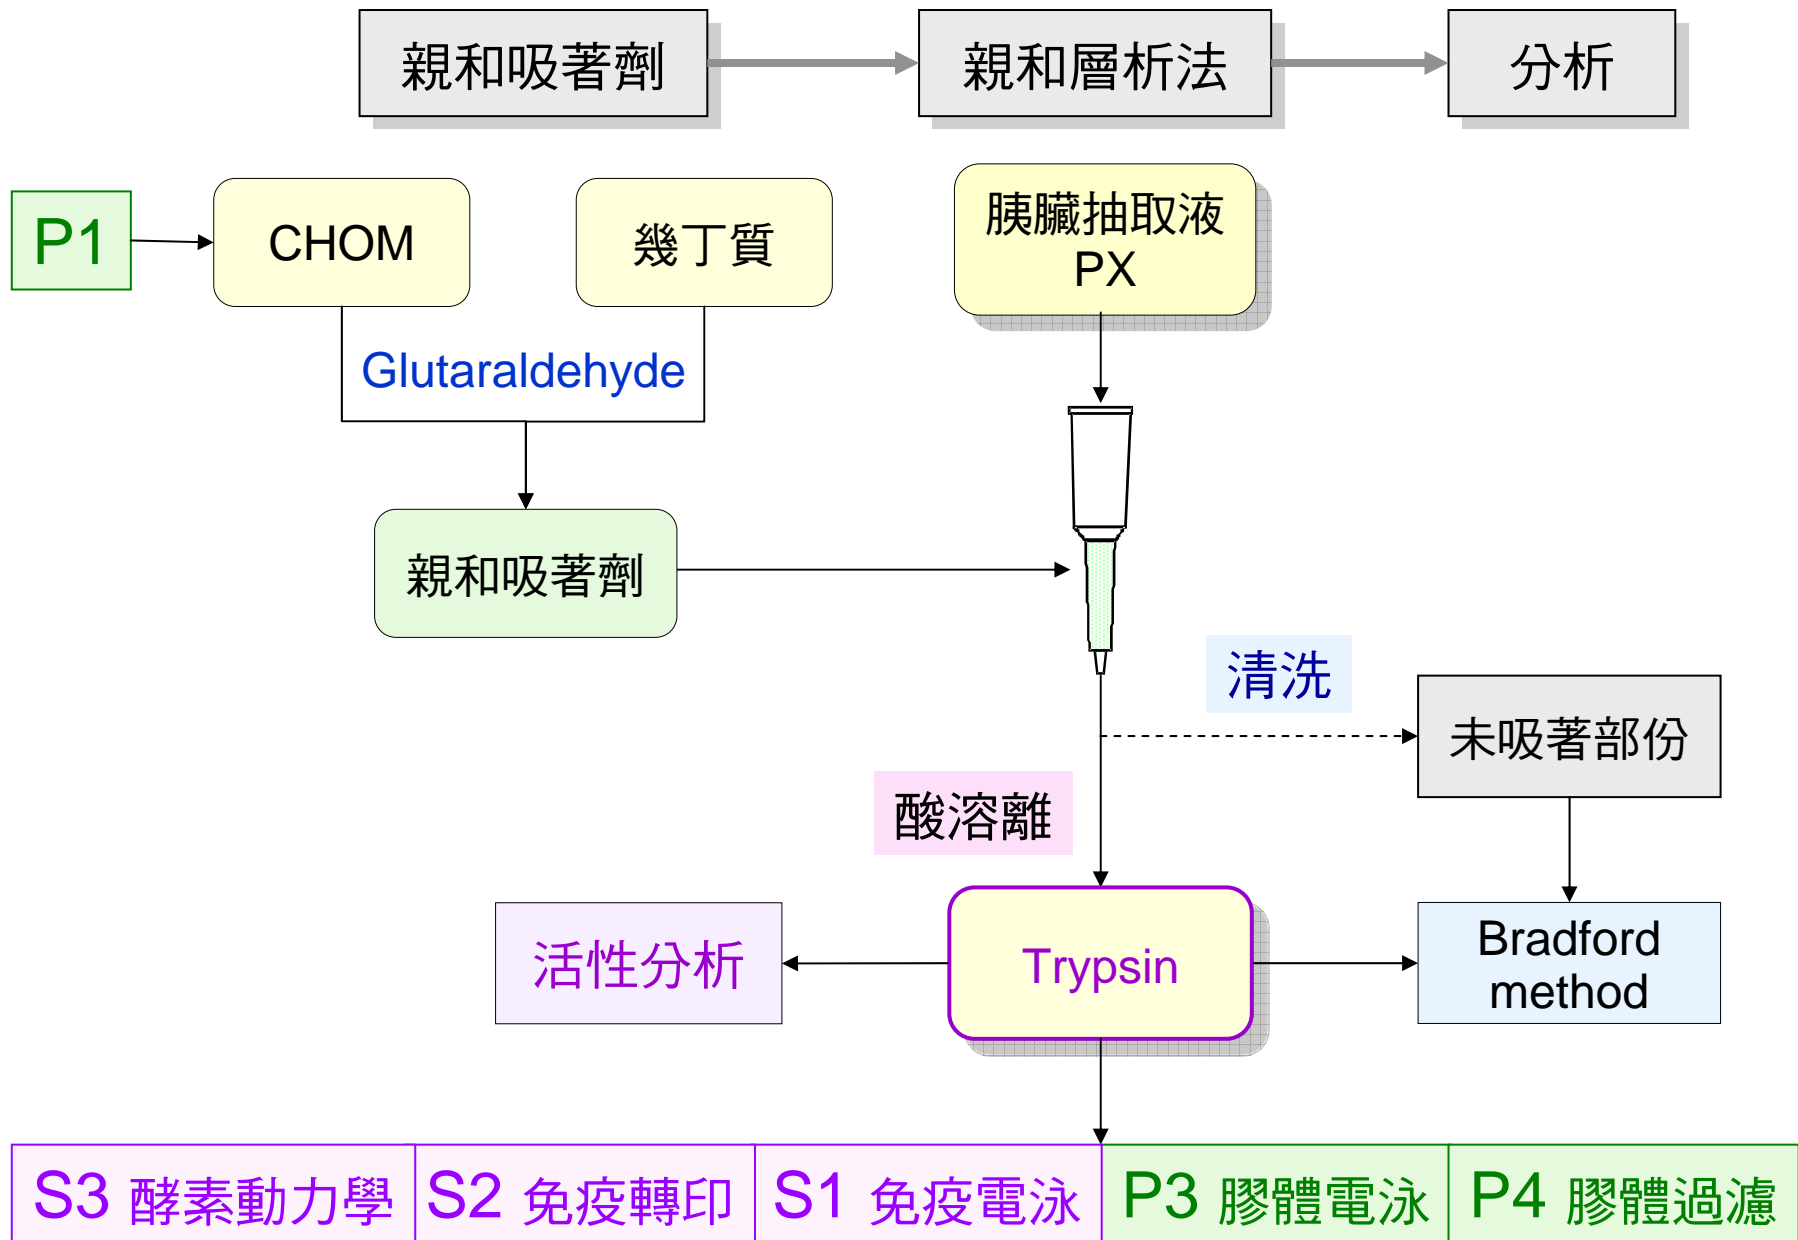 親和吸著劑
親和層析法
分析
P1
CHOM
幾丁質
胰臟抽取液
PX
Glutaraldehyde
親和吸著劑
清洗
未吸著部份
酸溶離
活性分析
Trypsin
Bradford
method
S3 酵素動力學
S2 免疫轉印
S1 免疫電泳
P3 膠體電泳
P4 膠體過濾